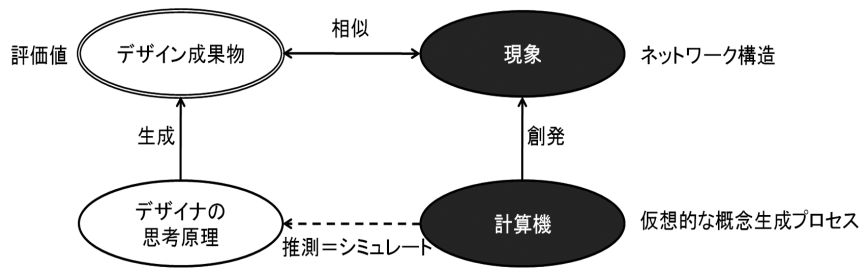 相似
評価値
デザイン成果物
現象
ネットワーク構造
生成
創発
デザイナの
思考原理
計算機
仮想的な概念生成プロセス
推測＝シミュレート